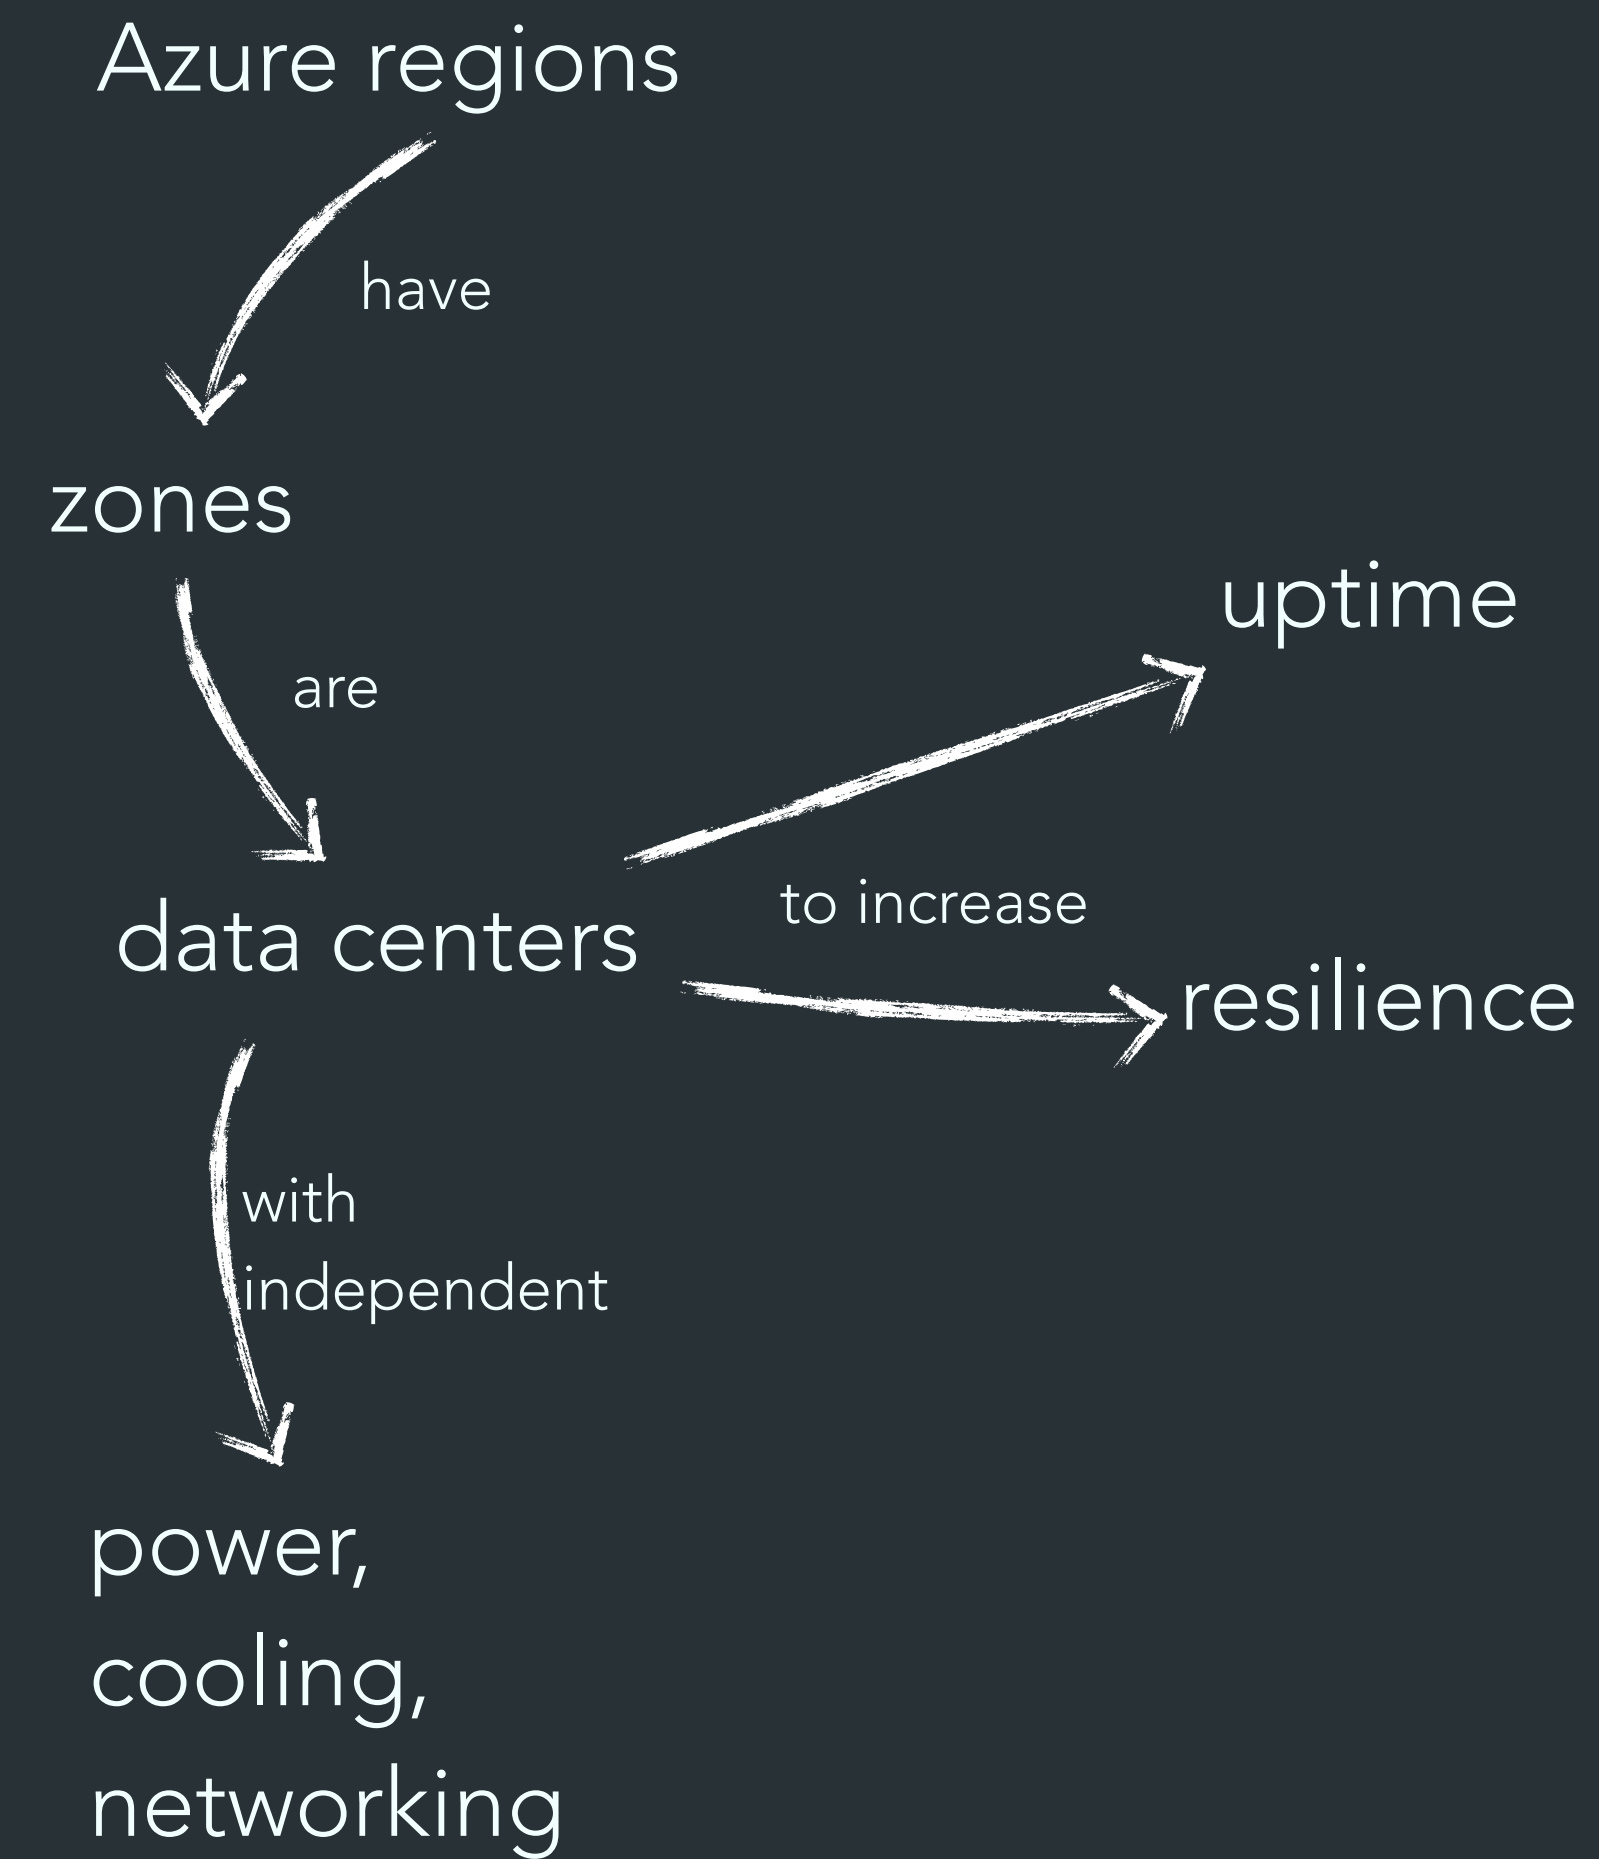 Azure regions
have
zones
are
uptime
to increase
data centers
resilience
with
independent
power,
cooling,
networking